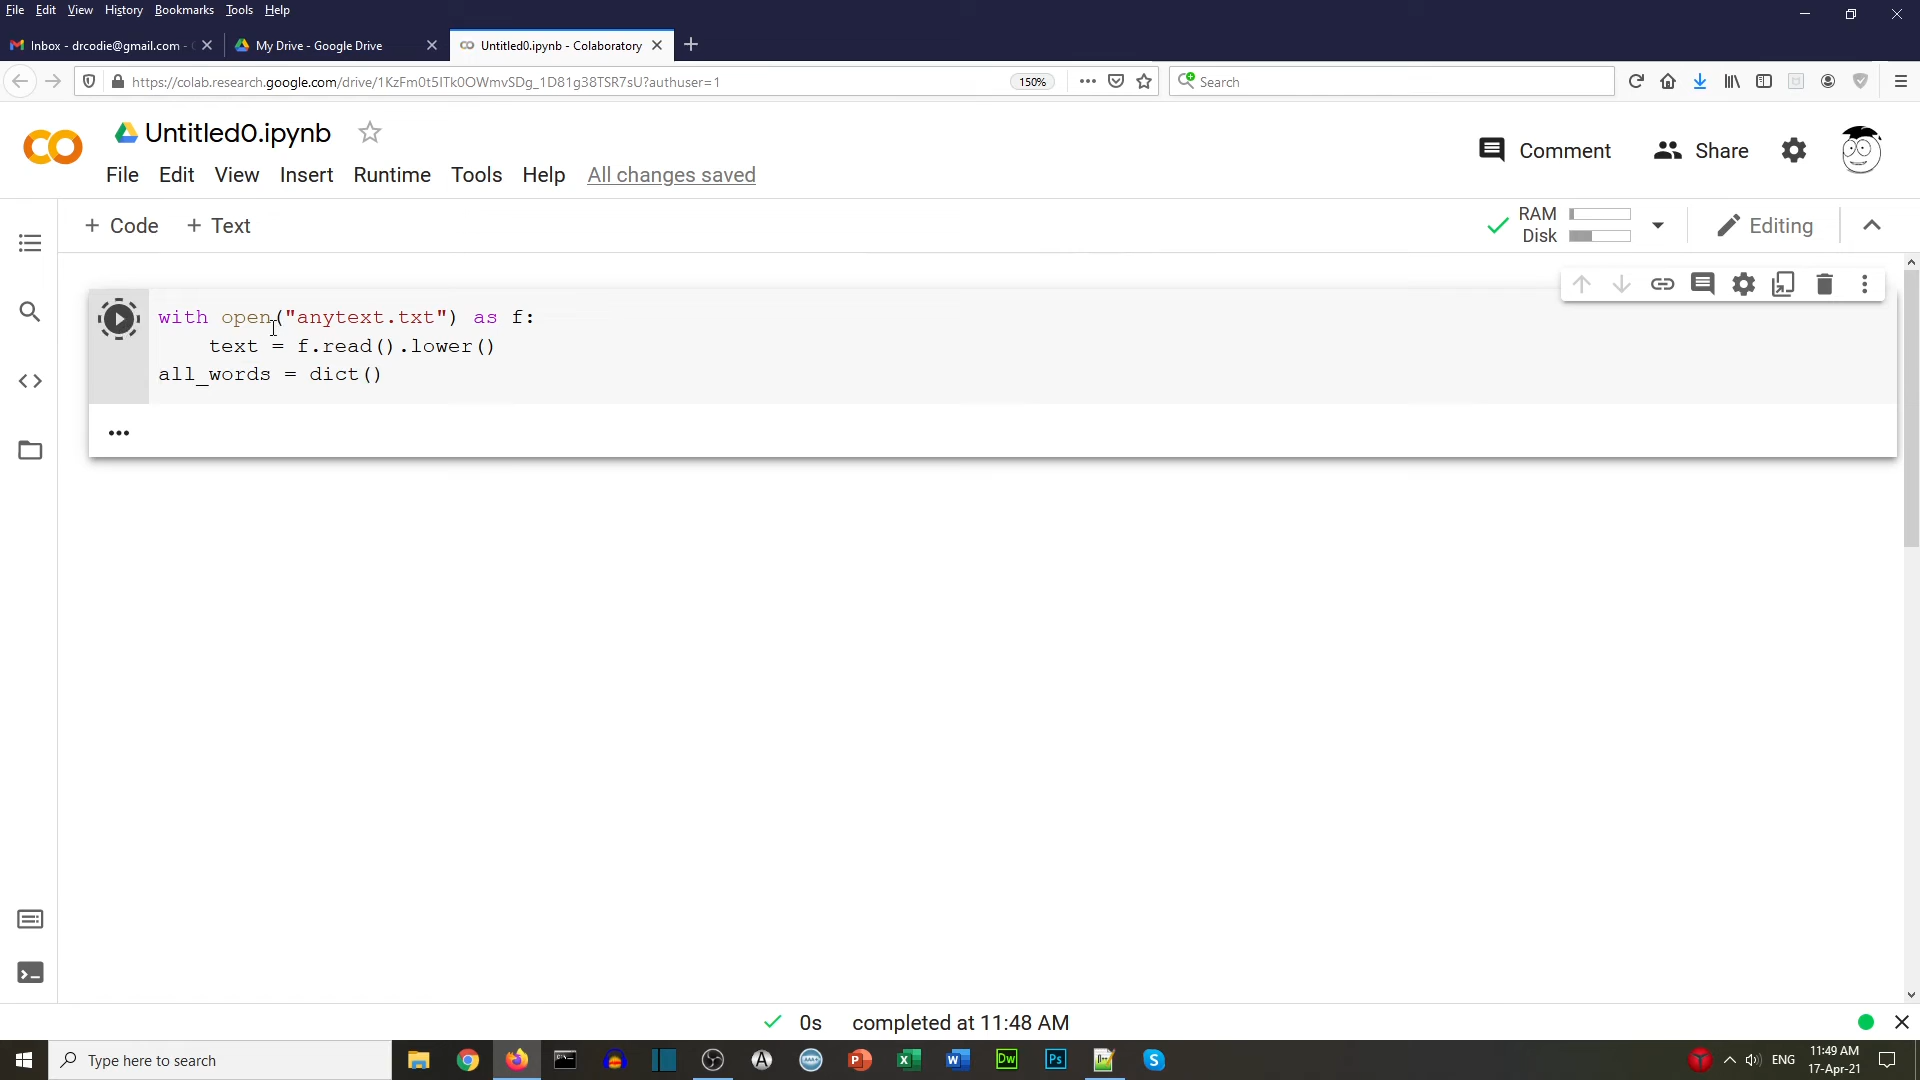 File Edit View History Bookmarks Tools Help
Inbox - drcodie@gmail.com -
My Drive - Google Drive
Untitled0.ipynb - Colaboratory
https://colab.research.google.com/drive/1KzFm0t5ITk0OWmvSDg_1D81g38TSR7sU?authuser=1
150%
Search
Untitled0.ipynb
File Edit View Insert Runtime Tools Help All changes saved
Comment
Share
+ Code + Text
RAM
Disk
Editing
with open("anytext.txt") as f:
text = f.read().lower()
all_words = dict()
0s completed at 11:48 AM
Type here to search
Dw
Ps
ENG
11:49 AM
17-Apr-21